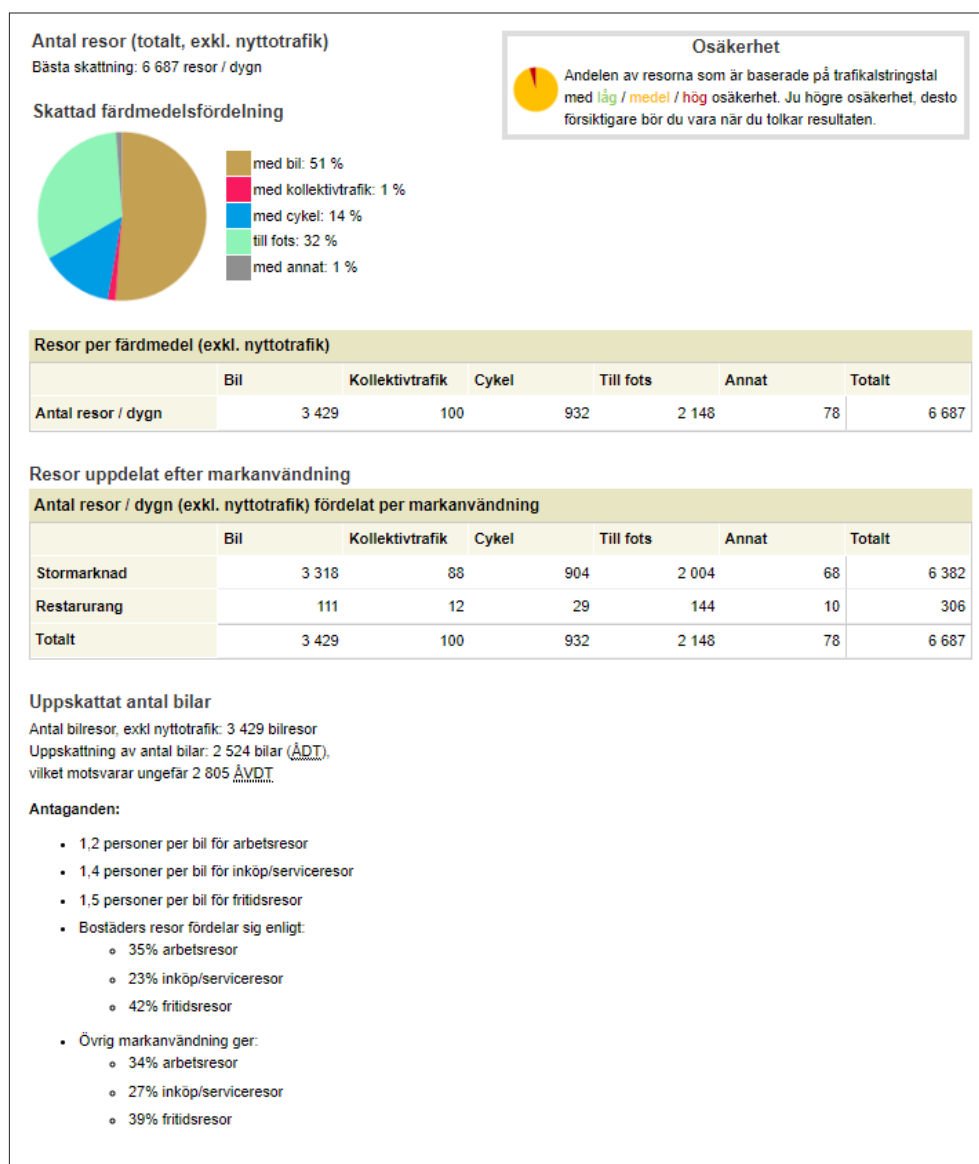 Antal resor (totalt, exkl. nyttotrafik)
Bästa skattning: 6 687 resor / dygn
Osäkerhet
Andelen av resorna som är baserade på trafikalstringstal
med låg / medel / hög osäkerhet. Ju högre osäkerhet, desto
försiktigare bör du vara när du tolkar resultaten.
Skattad färdmedelsfördelning
med bil: 51 %
med kollektivtrafik: 1 %
med cykel: 14 %
till fots: 32 %
med annat: 1 %
Resor per färdmedel (exkl. nyttotrafik)
Bil Kollektivtrafik Cykel Till fots Annat Totalt
Antal resor / dygn 3 429 100 932 2 148 78 6 687
Resor uppdelat efter markanvändning
Antal resor / dygn (exkl. nyttotrafik) fördelat per markanvändning
Bil Kollektivtrafik Cykel Till fots Annat Totalt
Stormarknad 3 318 88 904 2 004 68 6 382
Restarurang 111 12 29 144 10 306
Totalt 3 429 100 932 2 148 78 6 687
Uppskattat antal bilar
Antal bilresor, exkl nyttotrafik: 3 429 bilresor
Uppskattning av antal bilar: 2 524 bilar (ÅDT),
vilket motsvarar ungefär 2 805 ÅVDT
Antaganden:
• 1,2 personer per bil för arbetsresor
• 1,4 personer per bil för inköp/serviceresor
• 1,5 personer per bil för fritidsresor
• Bostäders resor fördelar sig enligt:
◦ 35% arbetsresor
◦ 23% inköp/serviceresor
◦ 42% fritidsresor
• Övrig markanvändning ger:
◦ 34% arbetsresor
◦ 27% inköp/serviceresor
◦ 39% fritidsresor